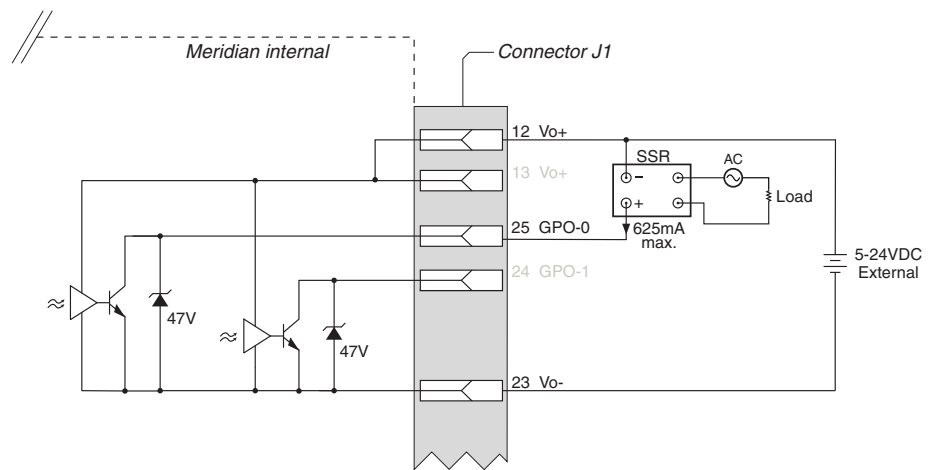 Meridian internal
Connector J1
12 Vo+
13 Vo+
SSR
AC
−
+
Load
25 GPO-0
625mA
max.
24 GPO-1
5-24VDC
External
47V
47V
23 Vo-